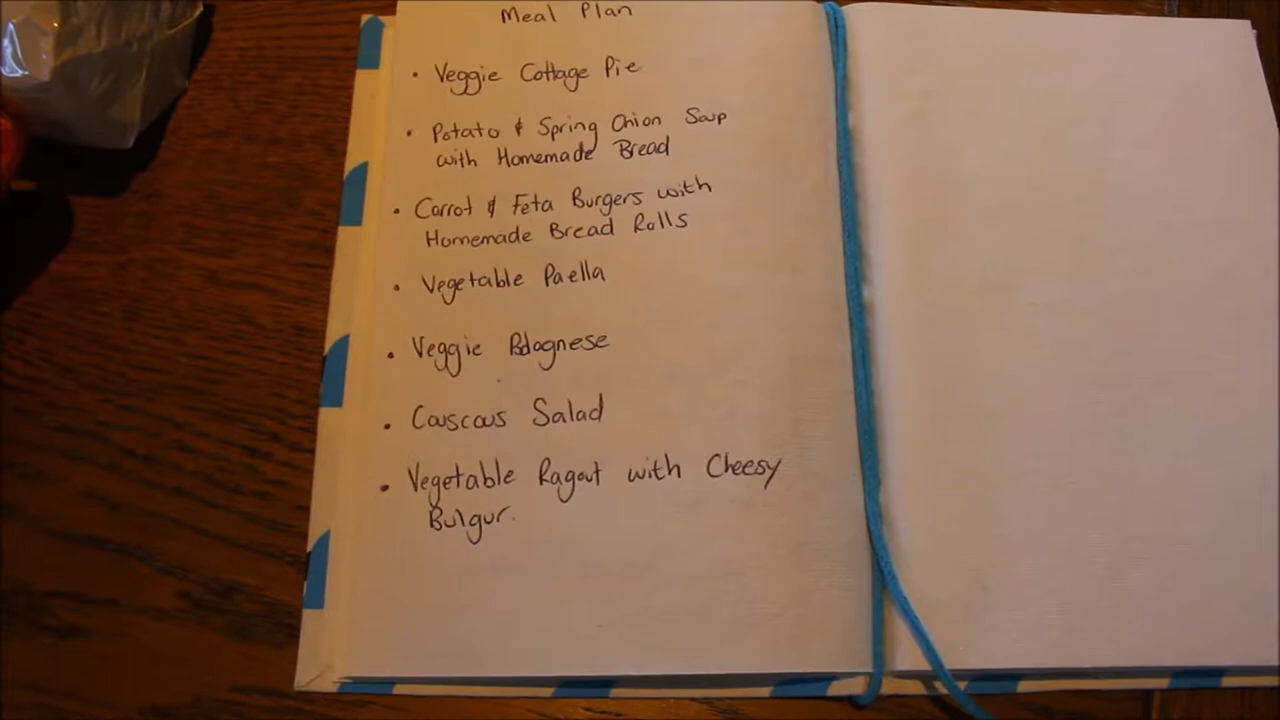 Meal Plan
• Veggie Cottage Pie
• Potato & Spring Onion Soup
with Homemade Bread
• Carrot & Feta Burgers with
Homemade Bread Rolls
• Vegetable Paella
• Veggie Bolognese
• Couscous Salad
• Vegetable Ragout with Cheesy
Bulgur.